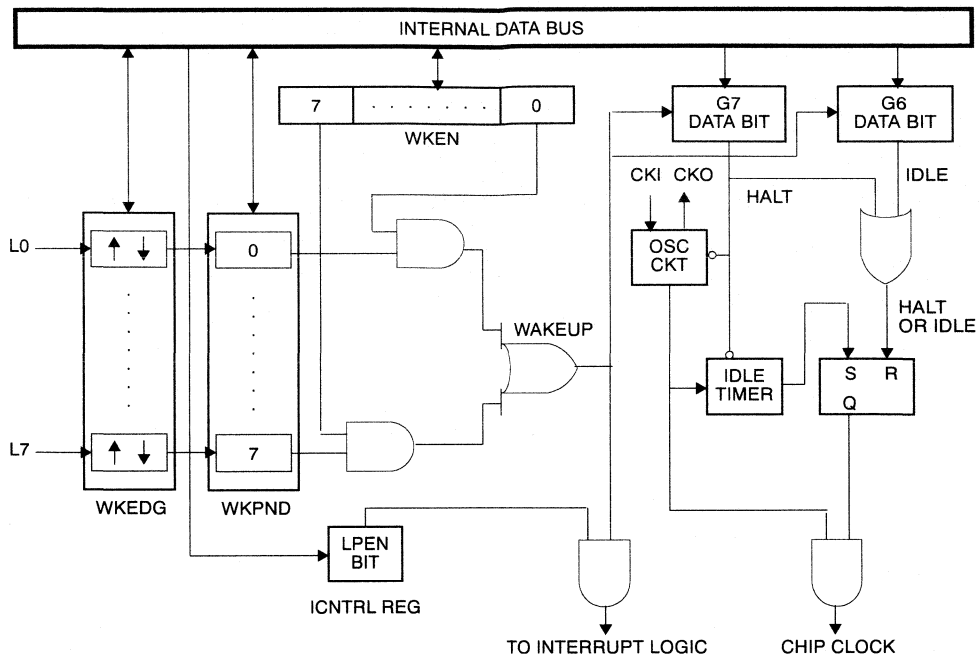 INTERNAL DATA BUS
7 . . . . . . . 0
WKEN
G7
DATA BIT
G6
DATA BIT
CKI CKO
HALT
IDLE
L0
0
OSC
CKT
WAKEUP
HALT
OR IDLE
IDLE
TIMER
S R
Q
L7
7
WKEDG
WKPND
LPEN
BIT
ICNTRL REG
TO INTERRUPT LOGIC
CHIP CLOCK